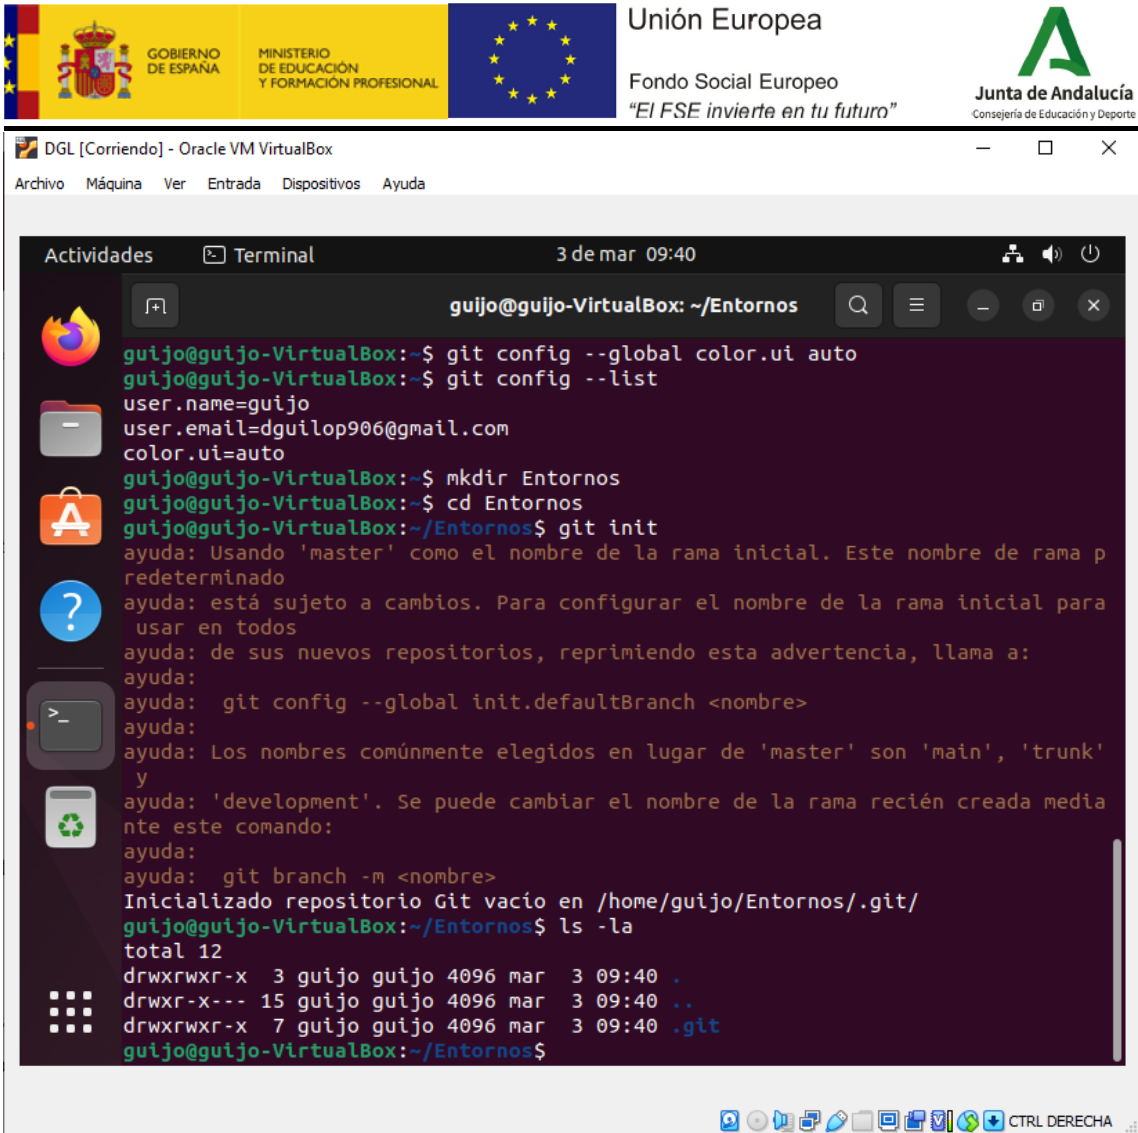 GOBIERNO
DE ESPAÑA
MINISTERIO
DE EDUCACIÓN
Y FORMACIÓN PROFESIONAL
Unión Europea
Fondo Social Europeo
“El FSE invierte en tu futuro”
Junta de Andalucía
Consejería de Educación y Deporte
DGL [Corriendo] - Oracle VM VirtualBox
Archivo Máquina Ver Entrada Dispositivos Ayuda
Actividades Terminal 3 de mar 09:40
guijo@guijo-VirtualBox: ~/Entornos
guijo@guijo-VirtualBox:~$ git config --global color.ui auto
guijo@guijo-VirtualBox:~$ git config --list
user.name=guijo
user.email=dguilop906@gmail.com
color.ui=auto
guijo@guijo-VirtualBox:~$ mkdir Entornos
guijo@guijo-VirtualBox:~$ cd Entornos
guijo@guijo-VirtualBox:~/Entornos$ git init
ayuda: Usando 'master' como el nombre de la rama inicial. Este nombre de rama p
redeterminado
ayuda: está sujeto a cambios. Para configurar el nombre de la rama inicial para
 usar en todos
ayuda: de sus nuevos repositorios, reprimiendo esta advertencia, llama a:
ayuda:
ayuda:  git config --global init.defaultBranch <nombre>
ayuda:
ayuda: Los nombres comúnmente elegidos en lugar de 'master' son 'main', 'trunk'
 y
ayuda: 'development'. Se puede cambiar el nombre de la rama recién creada media
nte este comando:
ayuda:
ayuda:  git branch -m <nombre>
Inicializado repositorio Git vacío en /home/guijo/Entornos/.git/
guijo@guijo-VirtualBox:~/Entornos$ ls -la
total 12
drwxrwxr-x  3 guijo guijo 4096 mar  3 09:40 .
drwxr-x--- 15 guijo guijo 4096 mar  3 09:40 ..
drwxrwxr-x  7 guijo guijo 4096 mar  3 09:40 .git
guijo@guijo-VirtualBox:~/Entornos$
CTRL DERECHA